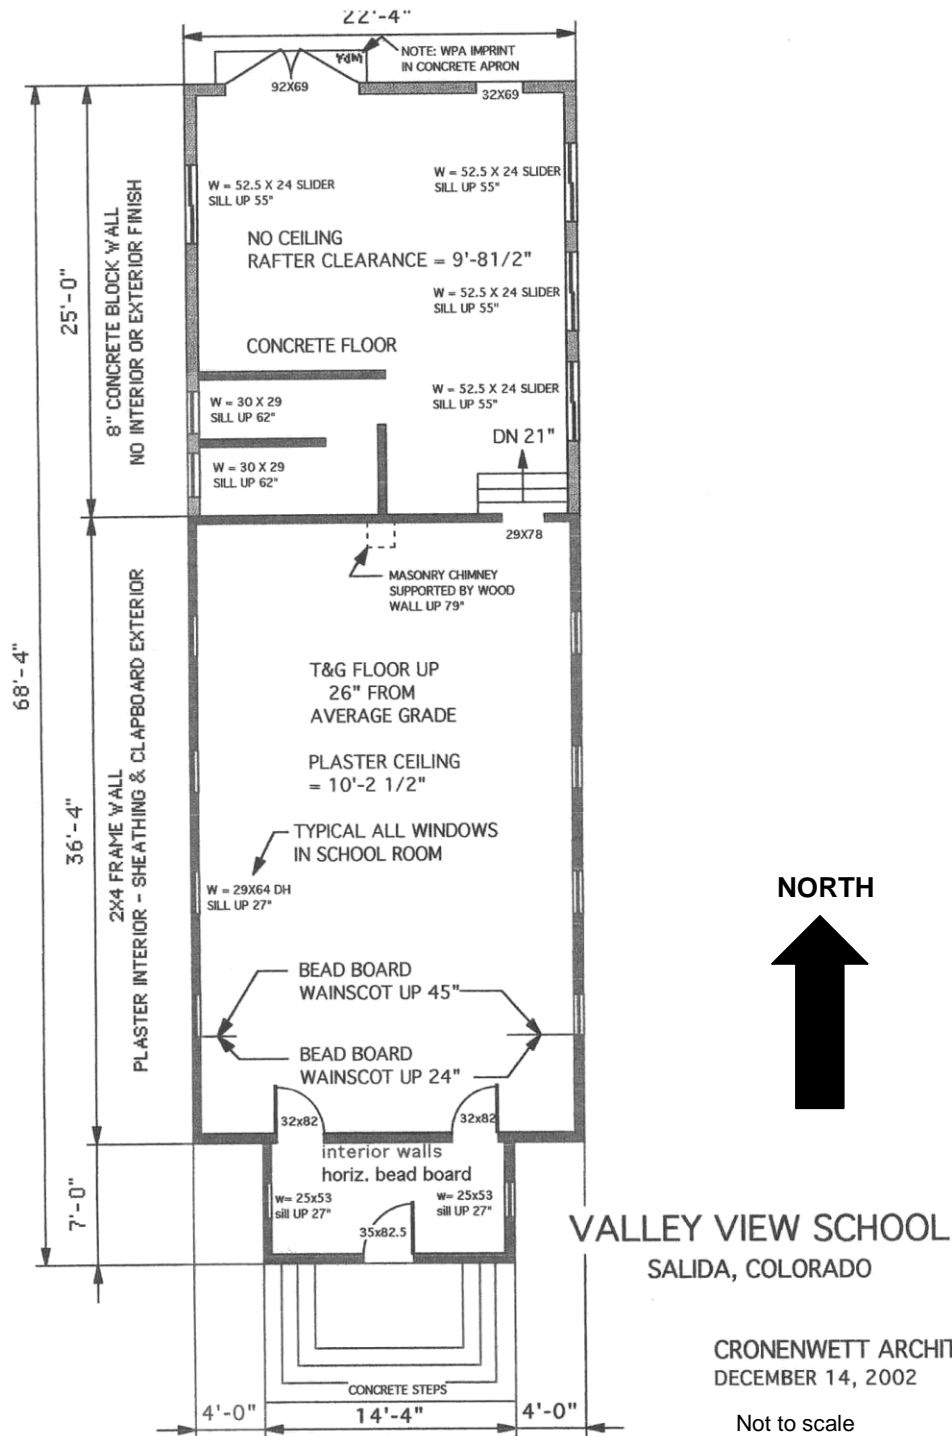 22'-4"
WPA
NOTE: WPA IMPRINT
IN CONCRETE APRON
92X69
32X69
W = 52.5 X 24 SLIDER
SILL UP 55"
W = 52.5 X 24 SLIDER
SILL UP 55"
NO CEILING
RAFTER CLEARANCE = 9'-81/2"
W = 52.5 X 24 SLIDER
SILL UP 55"
CONCRETE FLOOR
W = 52.5 X 24 SLIDER
SILL UP 55"
W = 30 X 29
SILL UP 62"
DN 21"
W = 30 X 29
SILL UP 62"
25'-0"
8" CONCRETE BLOCK WALL
NO INTERIOR OR EXTERIOR FINISH
29X78
MASONRY CHIMNEY
SUPPORTED BY WOOD
WALL UP 79"
68'-4"
T&G FLOOR UP
26" FROM
AVERAGE GRADE
PLASTER CEILING
= 10'-2 1/2"
36'-4"
2X4 FRAME WALL
PLASTER INTERIOR - SHEATHING & CLAPBOARD EXTERIOR
TYPICAL ALL WINDOWS
IN SCHOOL ROOM
W = 29X64 DH
SILL UP 27"
NORTH
BEAD BOARD
WAINSCOT UP 45"
BEAD BOARD
WAINSCOT UP 24"
32x82
32x82
interior walls
horiz. bead board
7'-0"
w= 25x53
sill UP 27"
w= 25x53
sill UP 27"
35x82.5
VALLEY VIEW SCHOOL
SALIDA, COLORADO
CRONENWETT ARCHIT
DECEMBER 14, 2002
CONCRETE STEPS
4'-0"
14'-4"
4'-0"
Not to scale